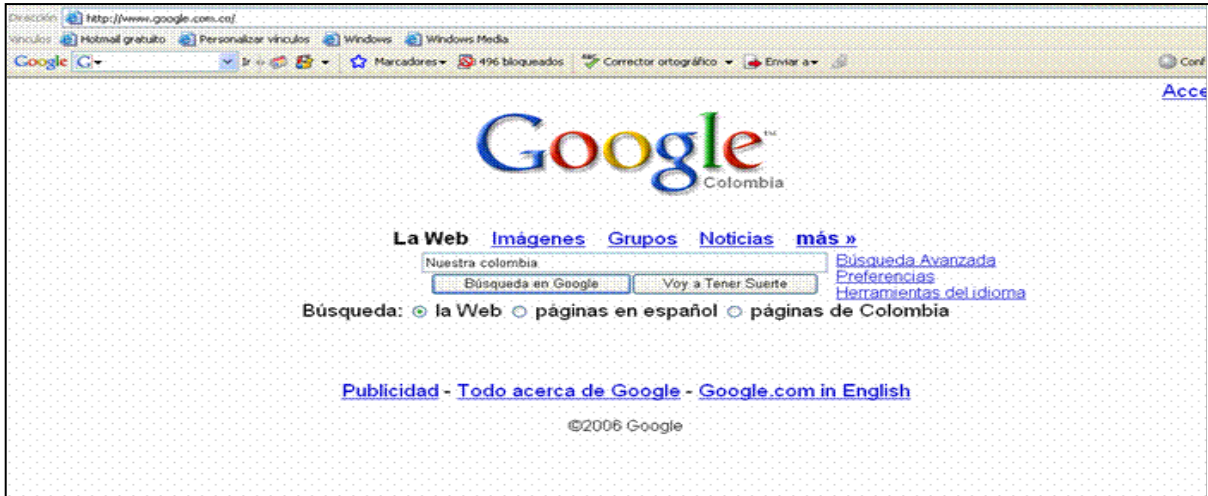 Dirección http://www.google.com.co/
Vínculos Hotmail gratuito Personalizar vínculos Windows Windows Media
Google G Ir Marcadores 496 bloqueados Corrector ortográfico Enviar a Conf
Acce
Google™
Colombia
La Web Imágenes Grupos Noticias más »
Nuestra colombia Búsqueda Avanzada
Búsqueda en Google Voy a Tener Suerte Preferencias
Herramientas del idioma
Búsqueda: la Web páginas en español páginas de Colombia
Publicidad - Todo acerca de Google - Google.com in English
©2006 Google